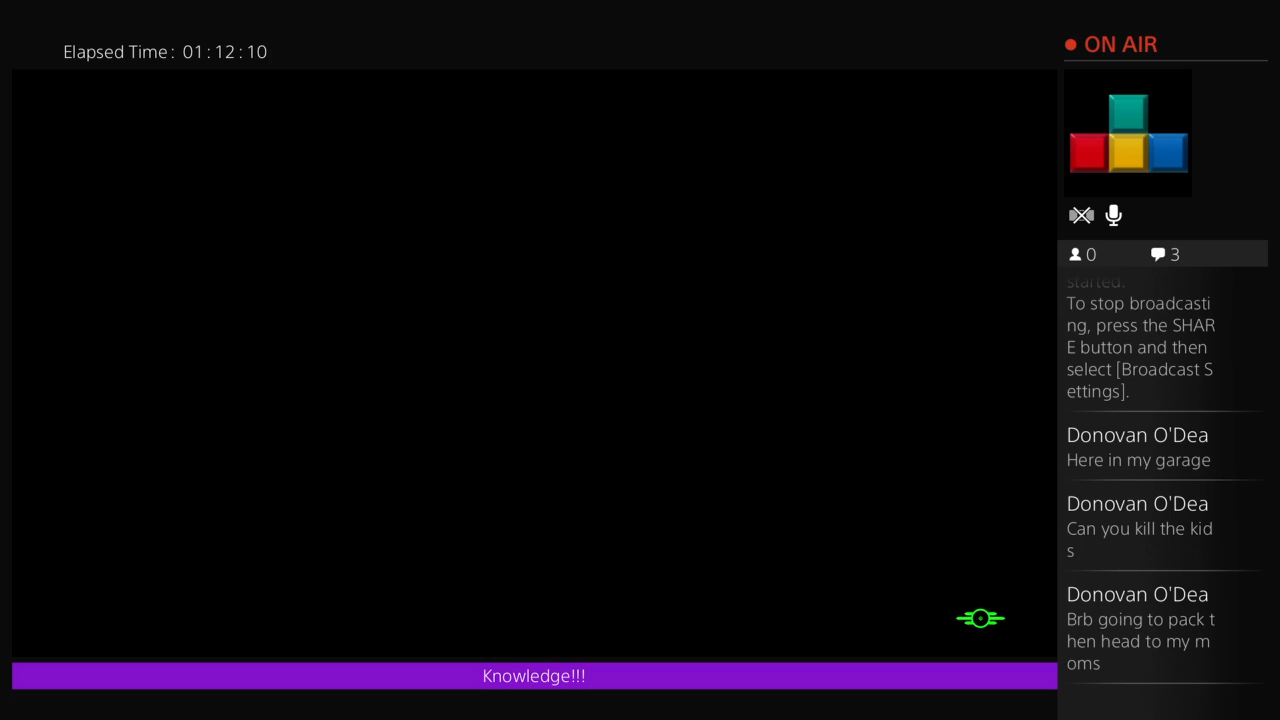 Elapsed Time: 01:12:10
ON AIR
0 3
started.
To stop broadcasti
ng, press the SHAR
E button and then
select [Broadcast S
ettings].
Donovan O'Dea
Here in my garage
Donovan O'Dea
Can you kill the kid
s
Donovan O'Dea
Brb going to pack t
hen head to my m
oms
Knowledge!!!